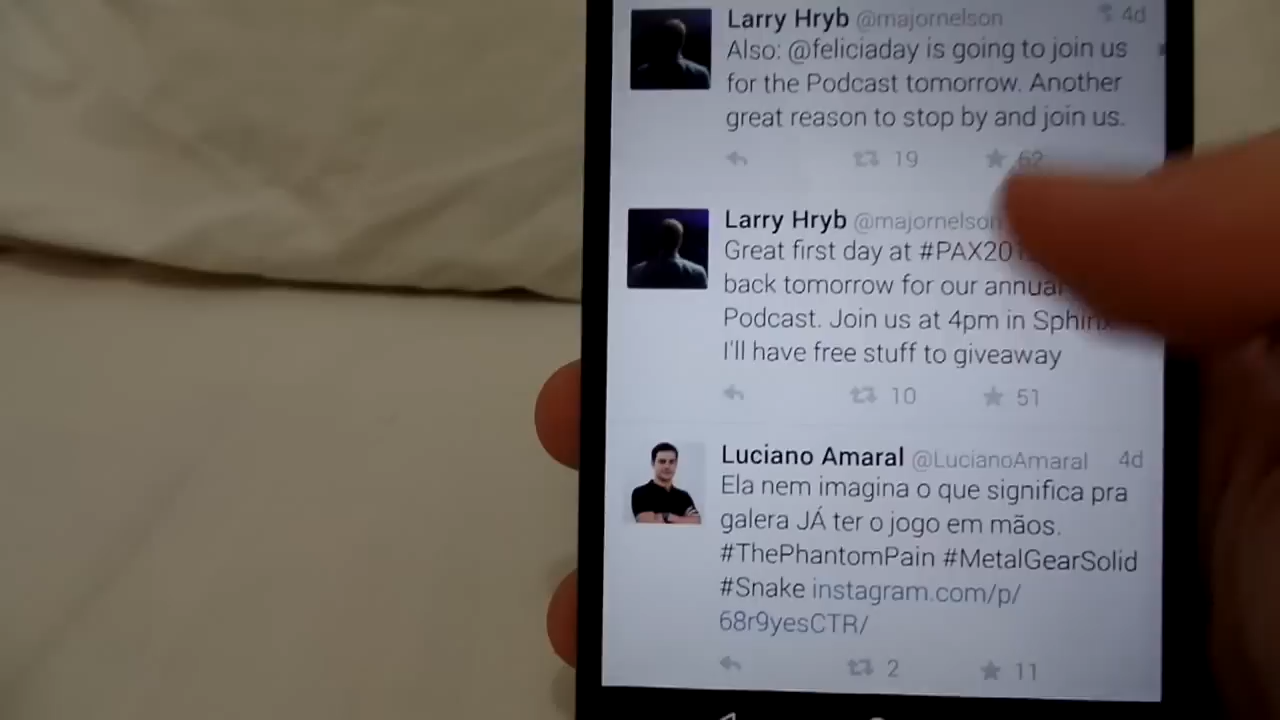 Larry Hryb @majornelson 4d
Also: @feliciaday is going to join us
for the Podcast tomorrow. Another
great reason to stop by and join us.
19 62
Larry Hryb @majornelson
Great first day at #PAX201
back tomorrow for our annual
Podcast. Join us at 4pm in Sphinx
I'll have free stuff to giveaway
10 51
Luciano Amaral @LucianoAmaral 4d
Ela nem imagina o que significa pra
galera JÁ ter o jogo em mãos.
#ThePhantomPain #MetalGearSolid
#Snake instagram.com/p/
68r9yesCTR/
2 11